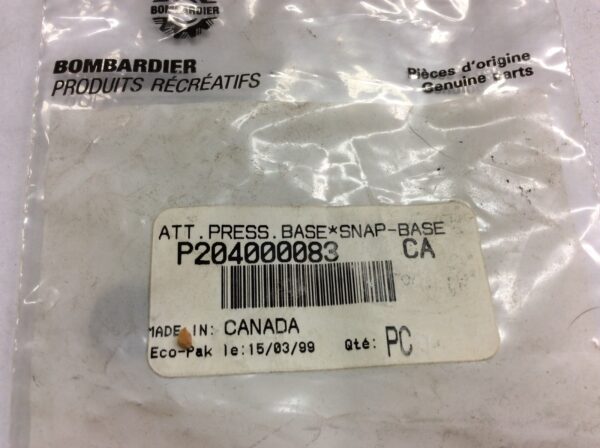 BOMBARDIER
BOMBARDIER
PRODUITS RÉCRÉATIFS
Pièces d'origine
Genuine parts
ATT.PRESS.BASE*SNAP-BASE
P204000083 CA
MADE IN: CANADA
Eco-Pak le:15/03/99 Qté: PC